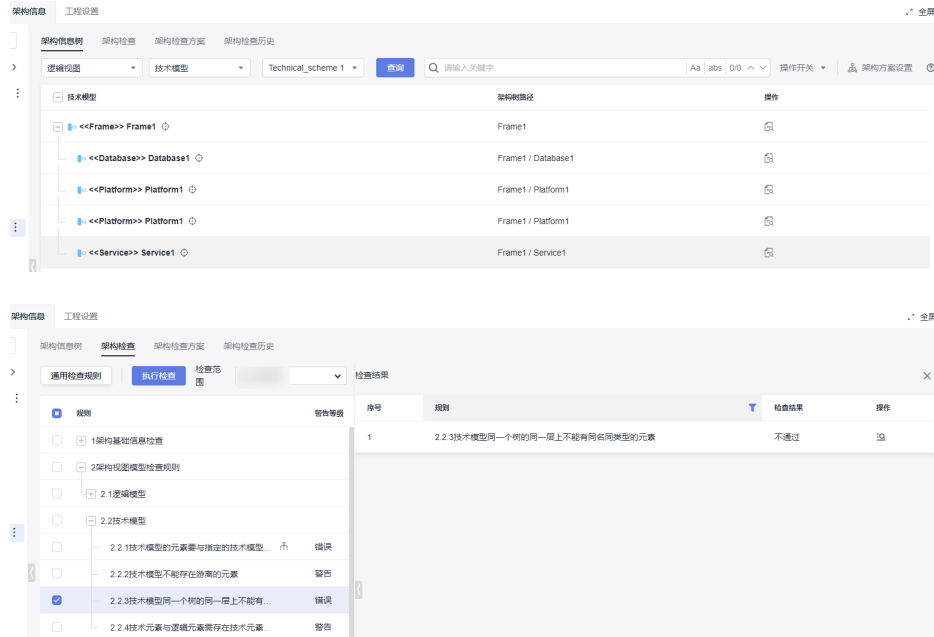 架构信息 工程设置 全屏
架构信息树 架构检查 架构检查方案 架构检查历史
逻辑视图 技术模型 Technical_scheme 1 查询 请输入关键字 Aa abs 0/0 操作开关 架构方案设置
技术模型 架构树路径 操作
<<Frame>> Frame1 Frame1
<<Database>> Database1 Frame1 / Database1
<<Platform>> Platform1 Frame1 / Platform1
<<Platform>> Platform1 Frame1 / Platform1
<<Service>> Service1 Frame1 / Service1
架构信息 工程设置 全屏
架构信息树 架构检查 架构检查方案 架构检查历史
通用检查规则 执行检查 检查范围 检查结果
规则 警告等级 序号 规则 检查结果 操作
1架构基础信息检查 1 2.2.3技术模型同一个树的同一层上不能有同名同类型的元素 不通过
2架构视图模型检查规则
2.1逻辑模型
2.2技术模型
2.2.1技术模型的元素要与指定的技术模型... 错误
2.2.2技术模型不能存在游离的元素 警告
2.2.3技术模型同一个树的同一层上不能有... 错误
2.2.4技术元素与逻辑元素需存在技术元素... 警告